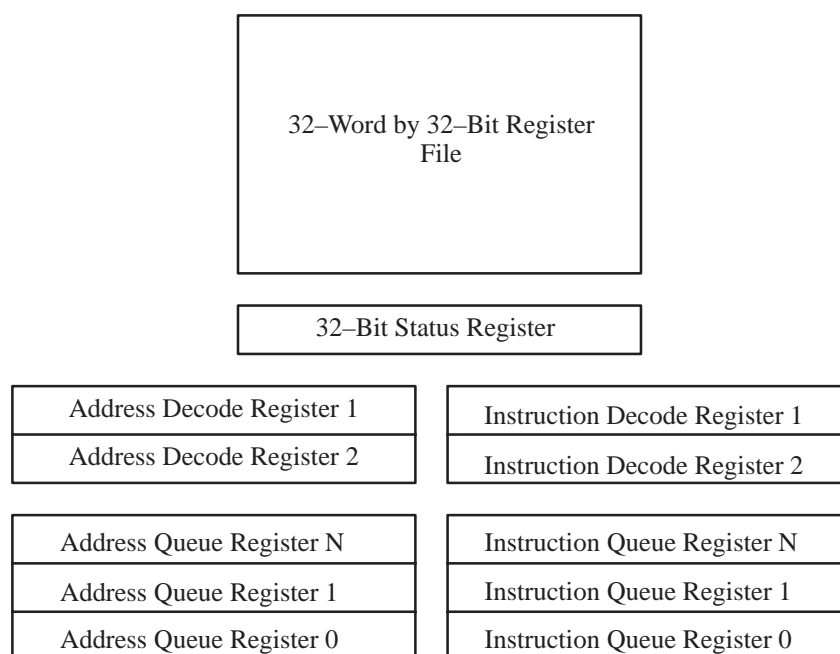 32–Word by 32–Bit Register
File
32–Bit Status Register
Address Decode Register 1
Address Decode Register 2
Instruction Decode Register 1
Instruction Decode Register 2
Address Queue Register N
Address Queue Register 1
Address Queue Register 0
Instruction Queue Register N
Instruction Queue Register 1
Instruction Queue Register 0